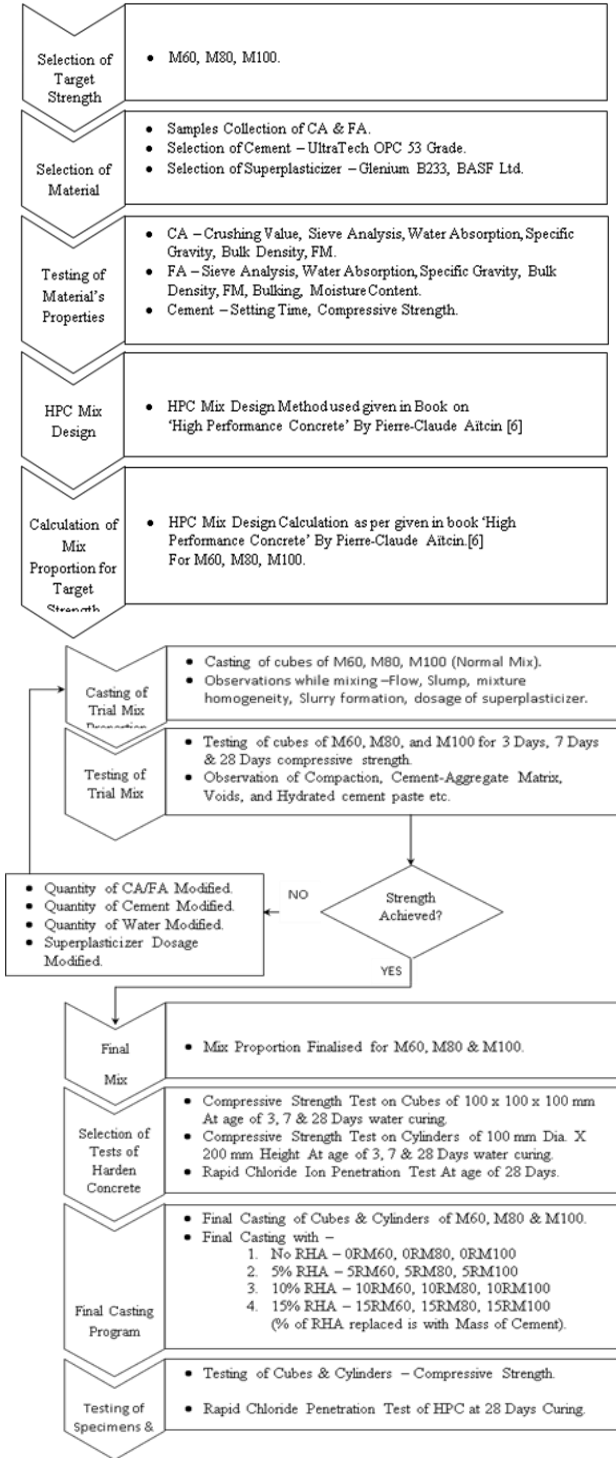 Selection of
Target
Strength
• M60, M80, M100.
Selection of
Material
• Samples Collection of CA & FA.
• Selection of Cement – UltraTech OPC 53 Grade.
• Selection of Superplasticizer – Glenium B233, BASF Ltd.
Testing of
Material's
Properties
• CA – Crushing Value, Sieve Analysis, Water Absorption, Specific
Gravity, Bulk Density, FM.
• FA – Sieve Analysis, Water Absorption, Specific Gravity, Bulk
Density, FM, Bulking, Moisture Content.
• Cement – Setting Time, Compressive Strength.
HPC Mix
Design
• HPC Mix Design Method used given in Book on
'High Performance Concrete' By Pierre-Claude Aïtcin [6]
Calculation of
Mix
Proportion for
Target
Strength
• HPC Mix Design Calculation as per given in book 'High
Performance Concrete' By Pierre-Claude Aïtcin.[6]
For M60, M80, M100.
Casting of
Trial Mix
Proportion
• Casting of cubes of M60, M80, M100 (Normal Mix).
• Observations while mixing –Flow, Slump, mixture
homogeneity, Slurry formation, dosage of superplasticizer.
Testing of
Trial Mix
• Testing of cubes of M60, M80, and M100 for 3 Days, 7 Days
& 28 Days compressive strength.
• Observation of Compaction, Cement-Aggregate Matrix,
Voids, and Hydrated cement paste etc.
• Quantity of CA/FA Modified.
• Quantity of Cement Modified.
• Quantity of Water Modified.
• Superplasticizer Dosage
Modified.
NO
Strength
Achieved?
YES
Final
Mix
• Mix Proportion Finalised for M60, M80 & M100.
Selection of
Tests of
Harden
Concrete
• Compressive Strength Test on Cubes of 100 x 100 x 100 mm
At age of 3, 7 & 28 Days water curing.
• Compressive Strength Test on Cylinders of 100 mm Dia. X
200 mm Height At age of 3, 7 & 28 Days water curing.
• Rapid Chloride Ion Penetration Test At age of 28 Days.
Final Casting
Program
• Final Casting of Cubes & Cylinders of M60, M80 & M100.
• Final Casting with –
1. No RHA – 0RM60, 0RM80, 0RM100
2. 5% RHA – 5RM60, 5RM80, 5RM100
3. 10% RHA – 10RM60, 10RM80, 10RM100
4. 15% RHA – 15RM60, 15RM80, 15RM100
(% of RHA replaced is with Mass of Cement).
Testing of
Specimens &
• Testing of Cubes & Cylinders – Compressive Strength.
• Rapid Chloride Penetration Test of HPC at 28 Days Curing.